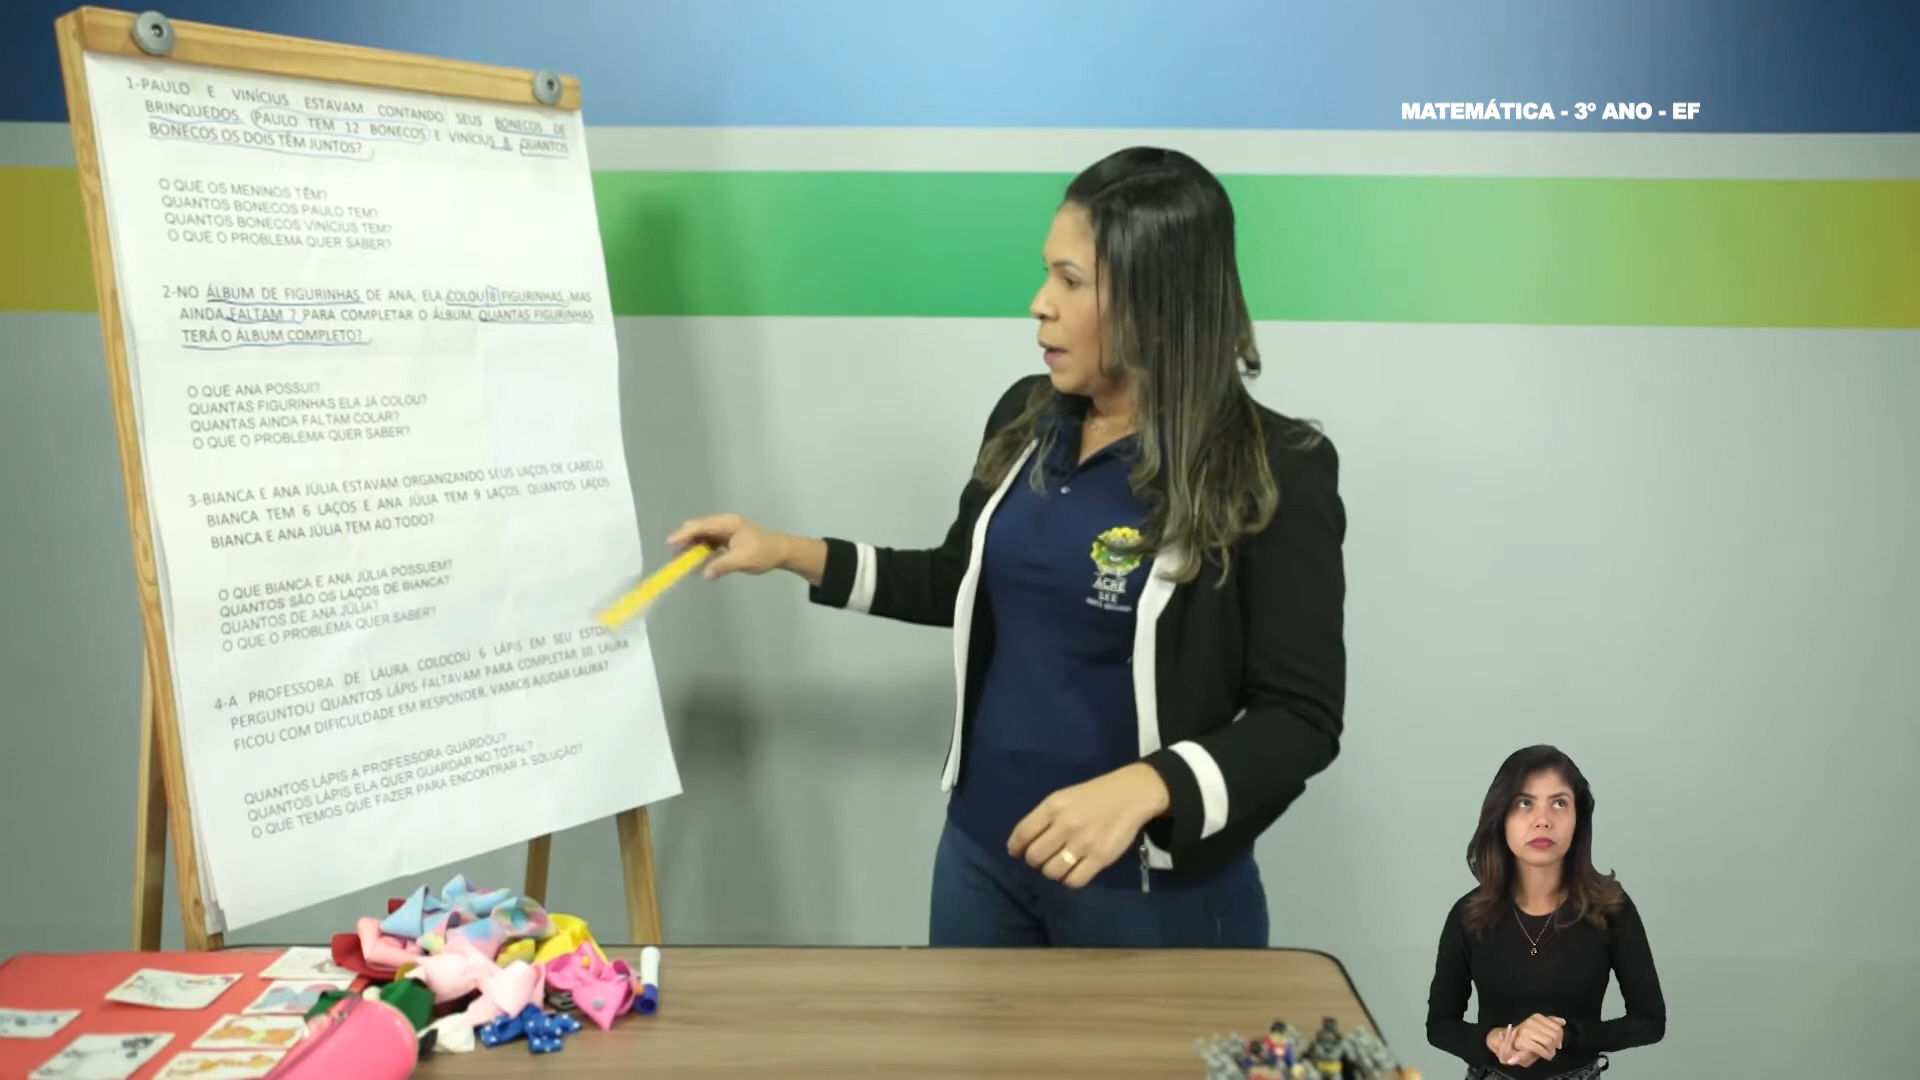 MATEMÁTICA - 3º ANO - EF
1-PAULO E VINÍCIUS ESTAVAM CONTANDO SEUS BONECOS DE
BRINQUEDOS. PAULO TEM 12 BONECOS E VINÍCIUS 8. QUANTOS
BONECOS OS DOIS TÊM JUNTOS?
O QUE OS MENINOS TÊM?
QUANTOS BONECOS PAULO TEM?
QUANTOS BONECOS VINÍCIUS TEM?
O QUE O PROBLEMA QUER SABER?
2-NO ÁLBUM DE FIGURINHAS DE ANA, ELA COLOU 8 FIGURINHAS, MAS
AINDA FALTAM 7 PARA COMPLETAR O ÁLBUM. QUANTAS FIGURINHAS
TERÁ O ÁLBUM COMPLETO?
O QUE ANA POSSUI?
QUANTAS FIGURINHAS ELA JÁ COLOU?
QUANTAS AINDA FALTAM COLAR?
O QUE O PROBLEMA QUER SABER?
3-BIANCA E ANA JÚLIA ESTAVAM ORGANIZANDO SEUS LAÇOS DE CABELO.
BIANCA TEM 6 LAÇOS E ANA JÚLIA TEM 9 LAÇOS. QUANTOS LAÇOS
BIANCA E ANA JÚLIA TEM AO TODO?
O QUE BIANCA E ANA JÚLIA POSSUEM?
QUANTOS SÃO OS LAÇOS DE BIANCA?
QUANTOS DE ANA JÚLIA?
O QUE O PROBLEMA QUER SABER?
4-A PROFESSORA DE LAURA COLOCOU 6 LÁPIS EM SEU
PERGUNTOU QUANTOS LÁPIS FALTAVAM PARA COMPLETAR 10. LAURA
FICOU COM DIFICULDADE EM RESPONDER. VAMOS AJUDAR LAURA?
QUANTOS LÁPIS A PROFESSORA GUARDOU?
QUANTOS LÁPIS ELA QUER GUARDAR NO TOTAL?
O QUE TEMOS QUE FAZER PARA ENCONTRAR A SOLUÇÃO?
ACRE
SEE